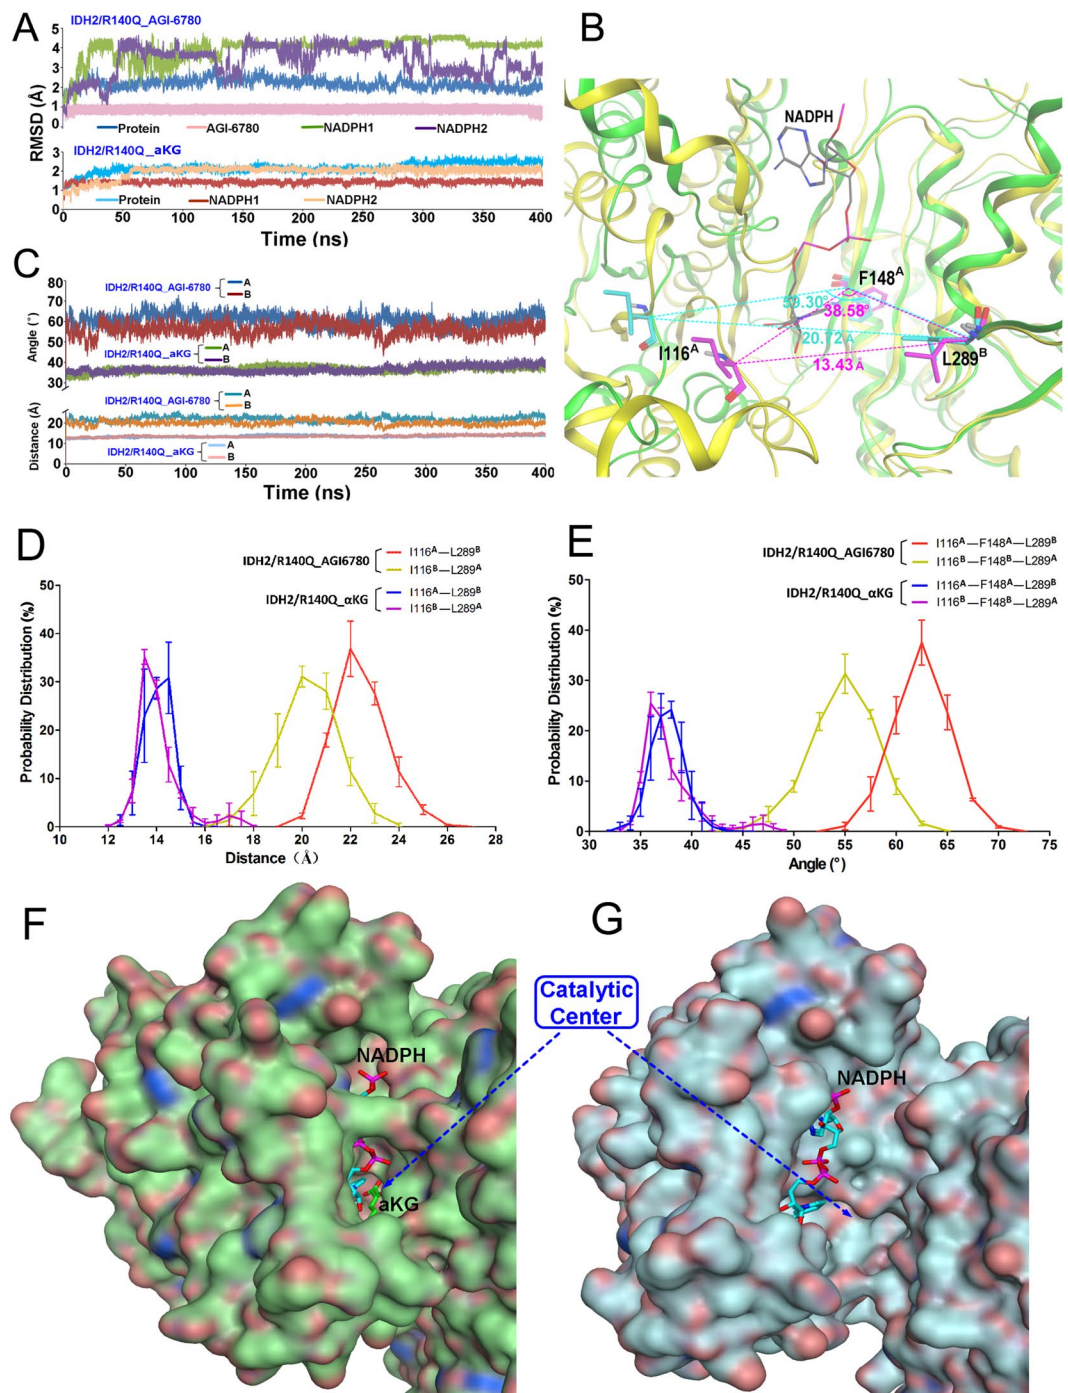 A
IDH2/R140Q_AGI-6780
5
4
3
2
1
0
Protein
AGI-6780
NADPH1
NADPH2
RMSD (Å)
IDH2/R140Q_aKG
3
2
1
0
Protein
NADPH1
NADPH2
0
50
100
150
200
250
300
350
400
Time (ns)
B
NADPH
F148A
59.30°
38.58°
I116A
20.72 Å
L289B
13.43 Å
C
80
70
60
50
40
30
Angle (°)
IDH2/R140Q_AGI-6780
A
B
IDH2/R140Q_aKG
A
B
IDH2/R140Q_AGI-6780
A
B
20
10
0
Distance (Å)
IDH2/R140Q_aKG
A
B
0
50
100
150
200
250
300
350
400
Time (ns)
D
IDH2/R140Q_AGI6780
I116A—L289B
I116B—L289A
IDH2/R140Q_αKG
I116A—L289B
I116B—L289A
50
40
30
20
10
0
Probability Distribution (%)
10 12 14 16 18 20 22 24 26 28
Distance (Å)
E
IDH2/R140Q_AGI6780
I116A—F148A—L289B
I116B—F148B—L289A
IDH2/R140Q_αKG
I116A—F148A—L289B
I116B—F148B—L289A
50
40
30
20
10
0
Probability Distribution (%)
30 35 40 45 50 55 60 65 70 75
Angle (°)
F
NADPH
aKG
Catalytic
Center
G
NADPH